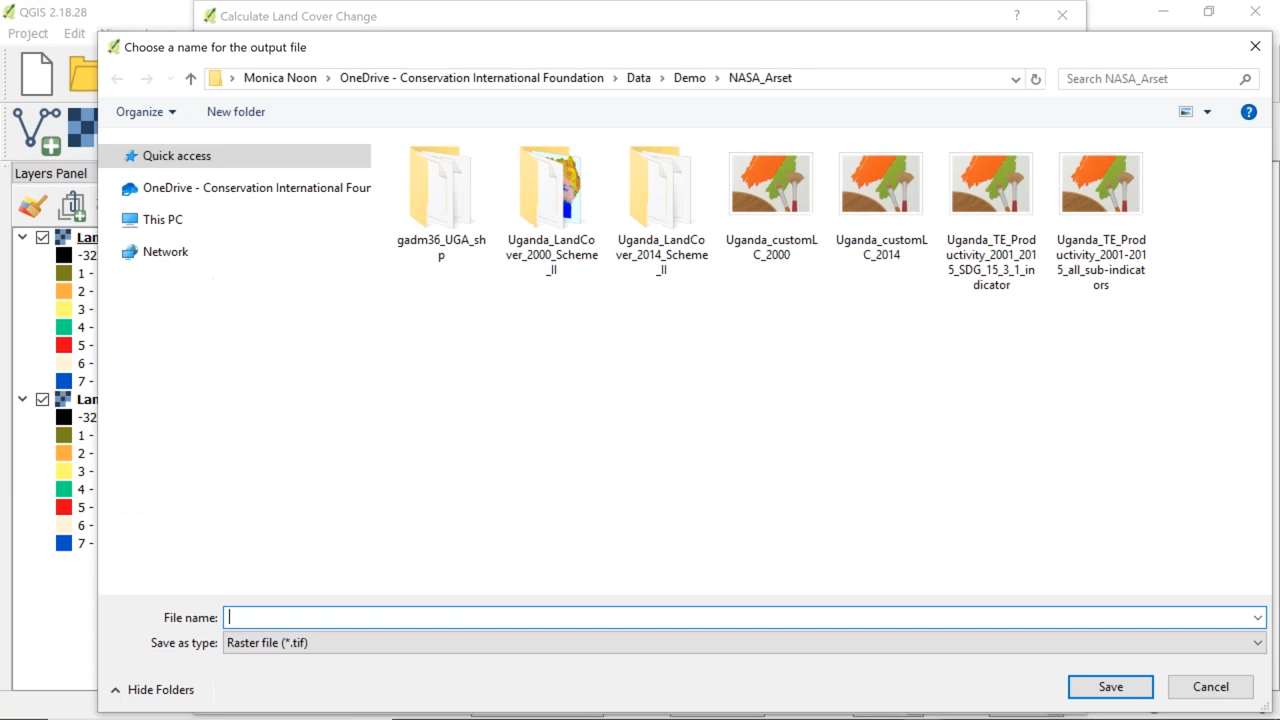 QGIS 2.18.28
Calculate Land Cover Change
?
Project Edit
Choose a name for the output file
Monica Noon > OneDrive - Conservation International Foundation > Data > Demo > NASA_Arset
Search NASA_Arset
Organize
New folder
?
Layers Panel
Quick access
OneDrive - Conservation International Four
This PC
Network
gadm36_UGA_sh
p
Uganda_LandCo
ver_2000_Scheme
_II
Uganda_LandCo
ver_2014_Scheme
_II
Uganda_customL
C_2000
Uganda_customL
C_2014
Uganda_TE_Prod
uctivity_2001_201
5_SDG_15_3_1_in
dicator
Uganda_TE_Prod
uctivity_2001-201
5_all_sub-indicat
ors
Lan
-32
1 -
2 -
3 -
4 -
5 -
6 -
7 -
Lan
-32
1 -
2 -
3 -
4 -
5 -
6 -
7 -
File name:
Save as type: Raster file (*.tif)
Hide Folders
Save
Cancel